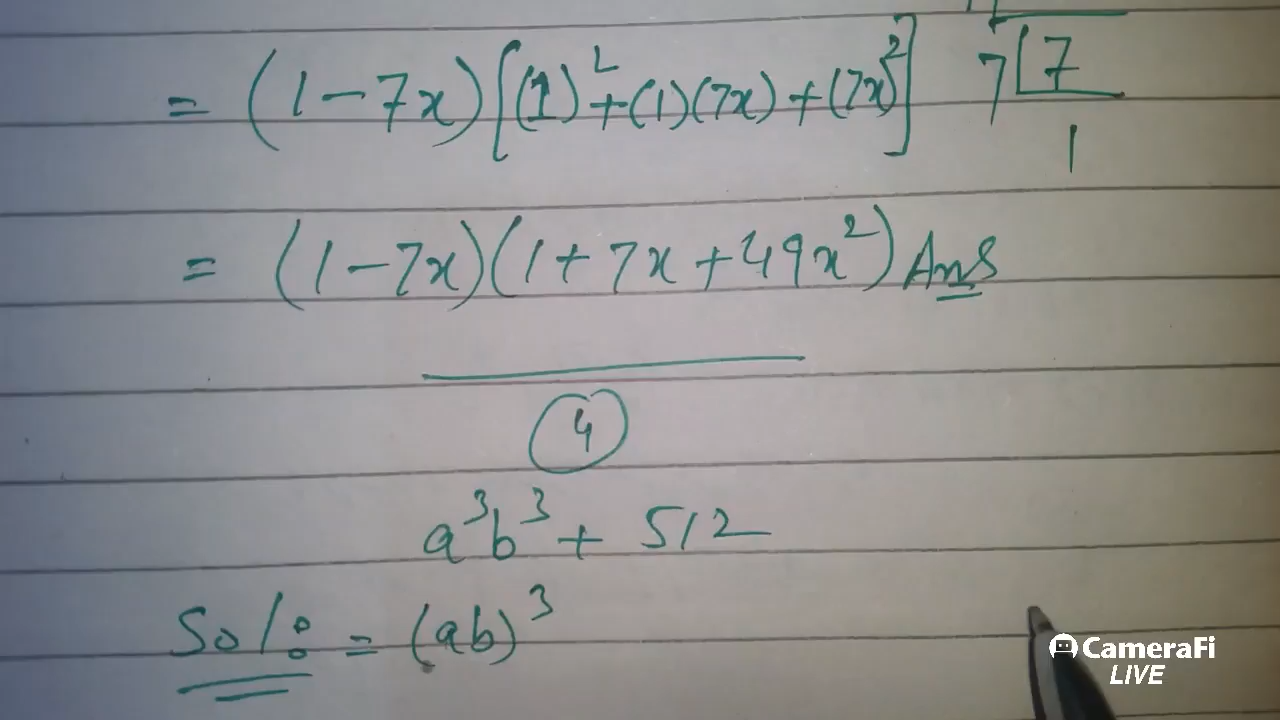 = (1 - 7x) [(1)² + (1)(7x) + (7x)²]
7 | 7
1
= (1 - 7x)(1 + 7x + 49x²) Ans
4
a³b³ + 512
Sol: = (ab)³
CameraFi
LIVE